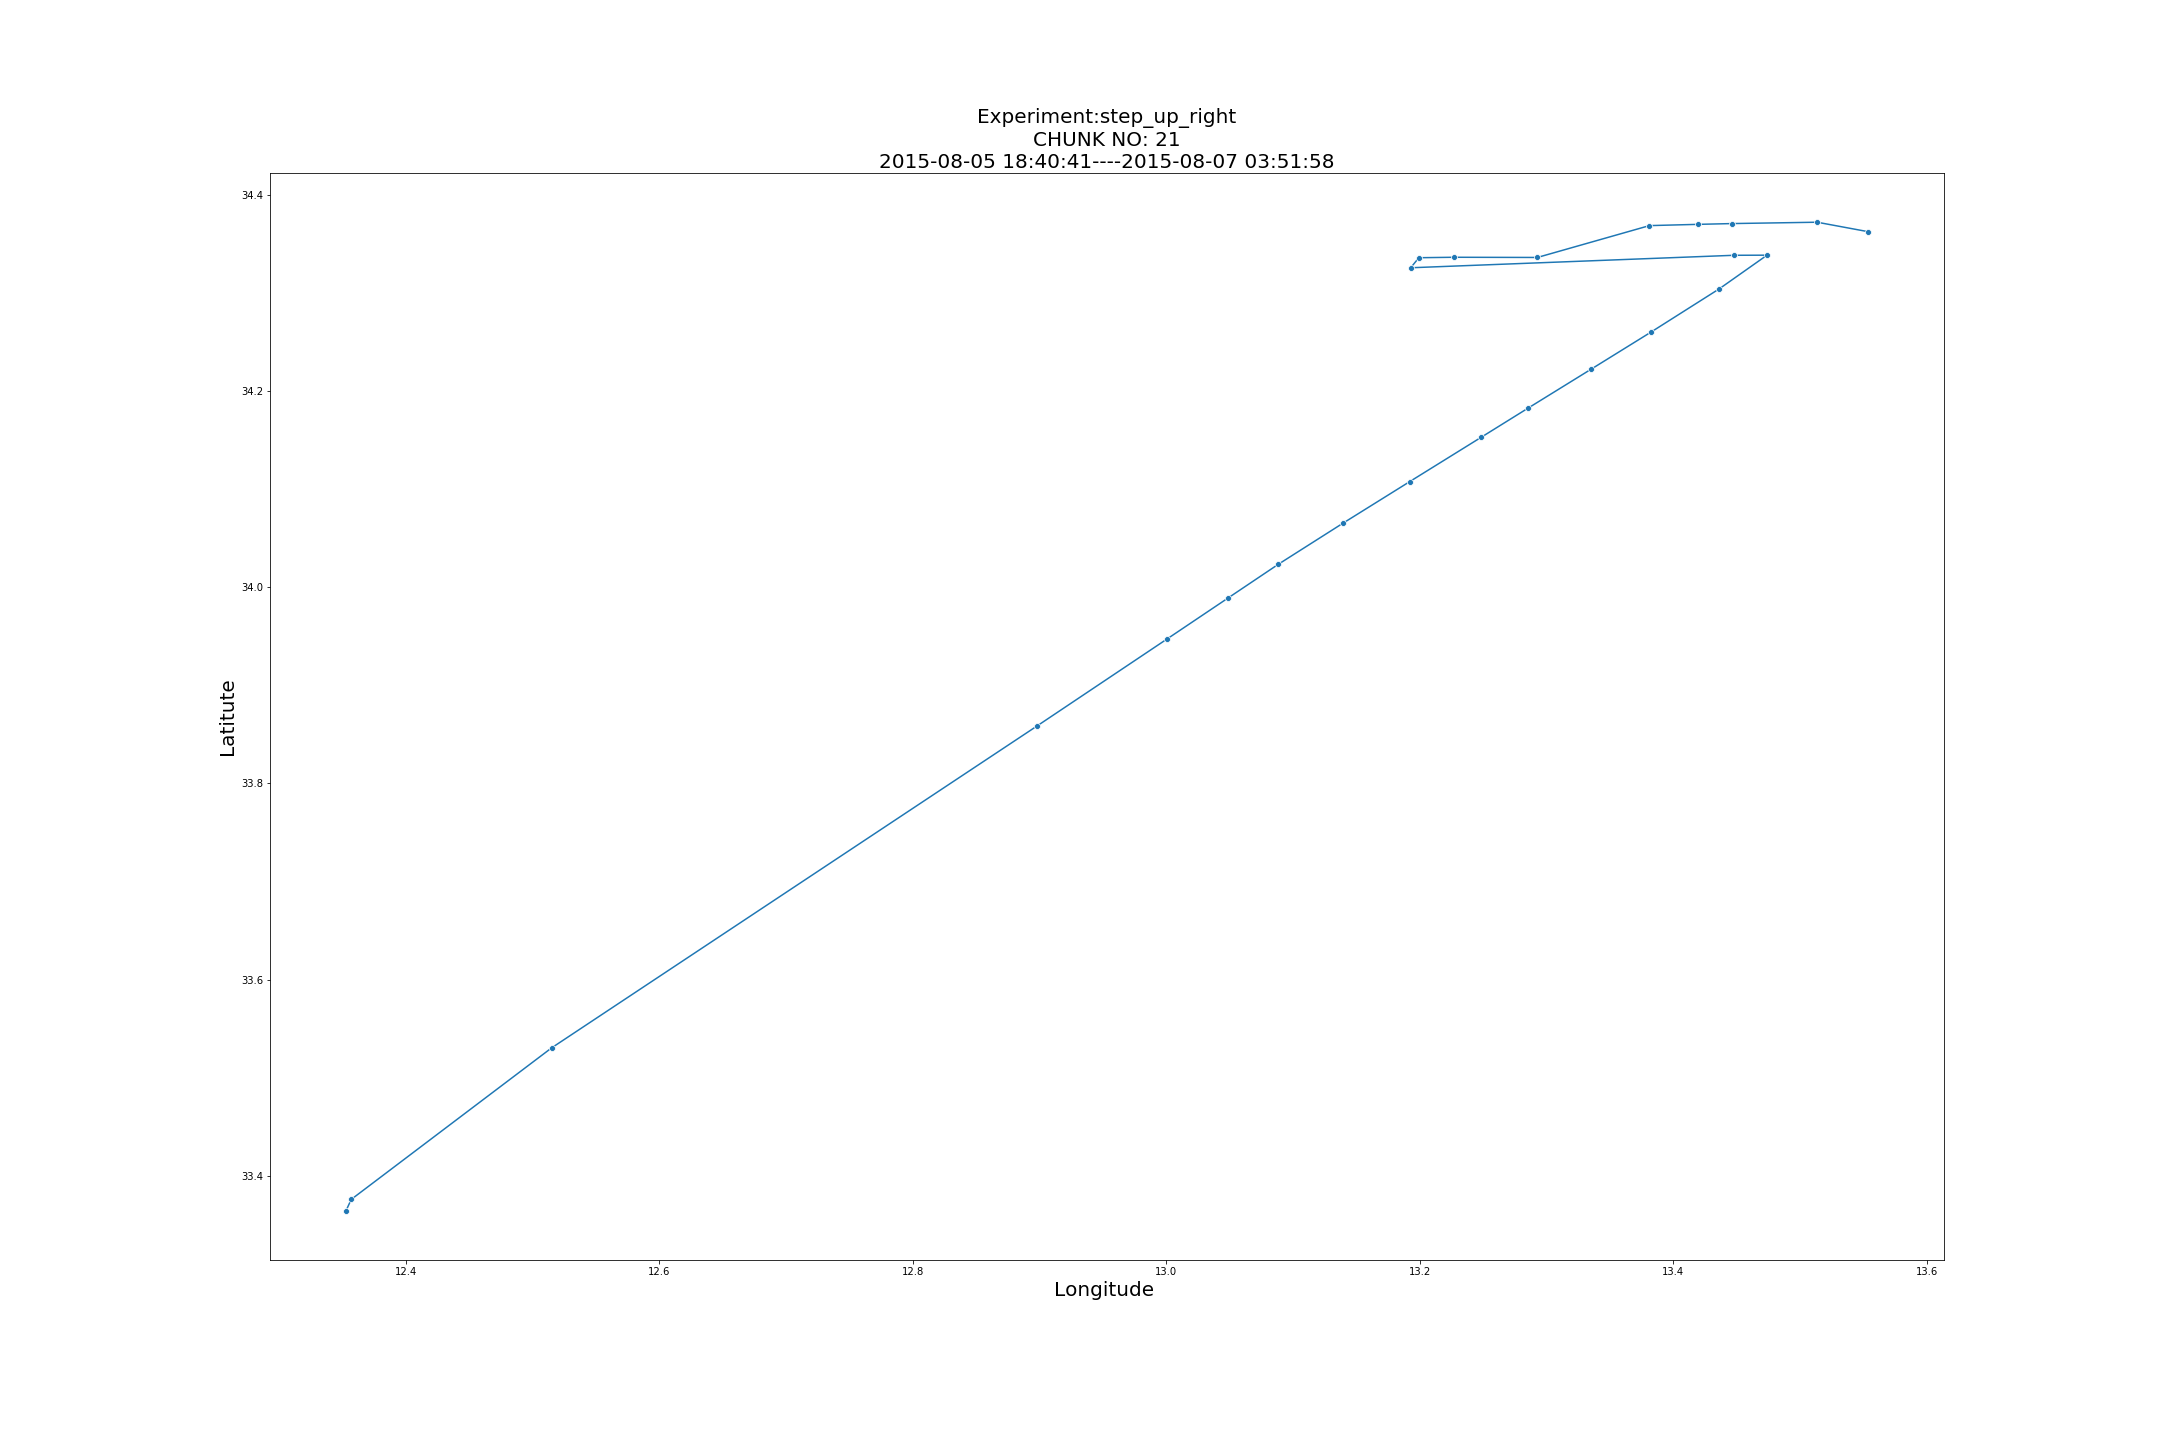 Experiment:step_up_right
CHUNK NO: 21
2015-08-05 18:40:41----2015-08-07 03:51:58
34.4
34.2
34.0
33.8
33.6
33.4
Latitute
12.4
12.6
12.8
13.0
13.2
13.4
13.6
Longitude